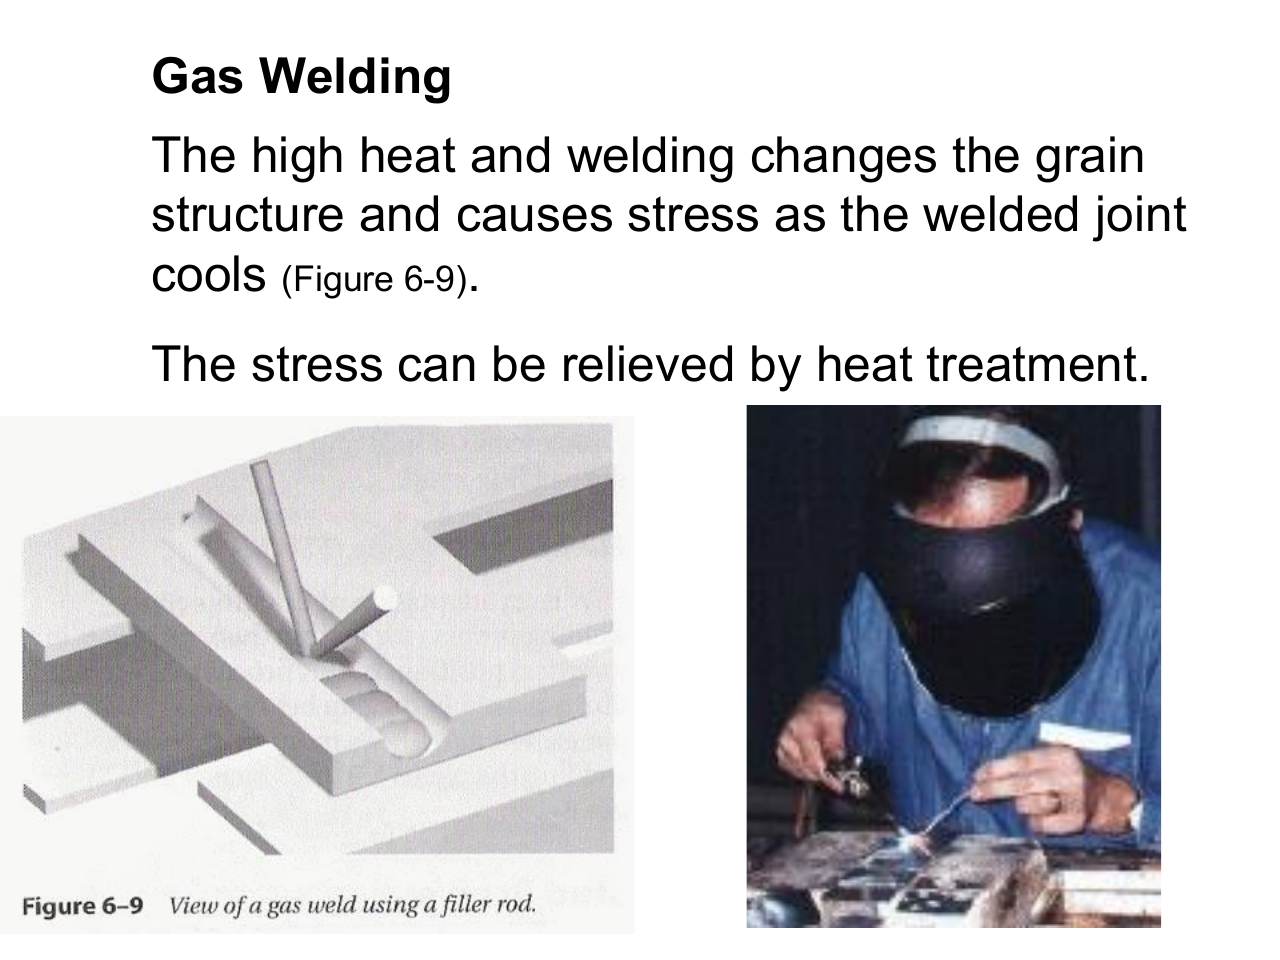 Gas Welding
The high heat and welding changes the grain
structure and causes stress as the welded joint
cools (Figure 6-9).
The stress can be relieved by heat treatment.
Figure 6–9 View of a gas weld using a filler rod.